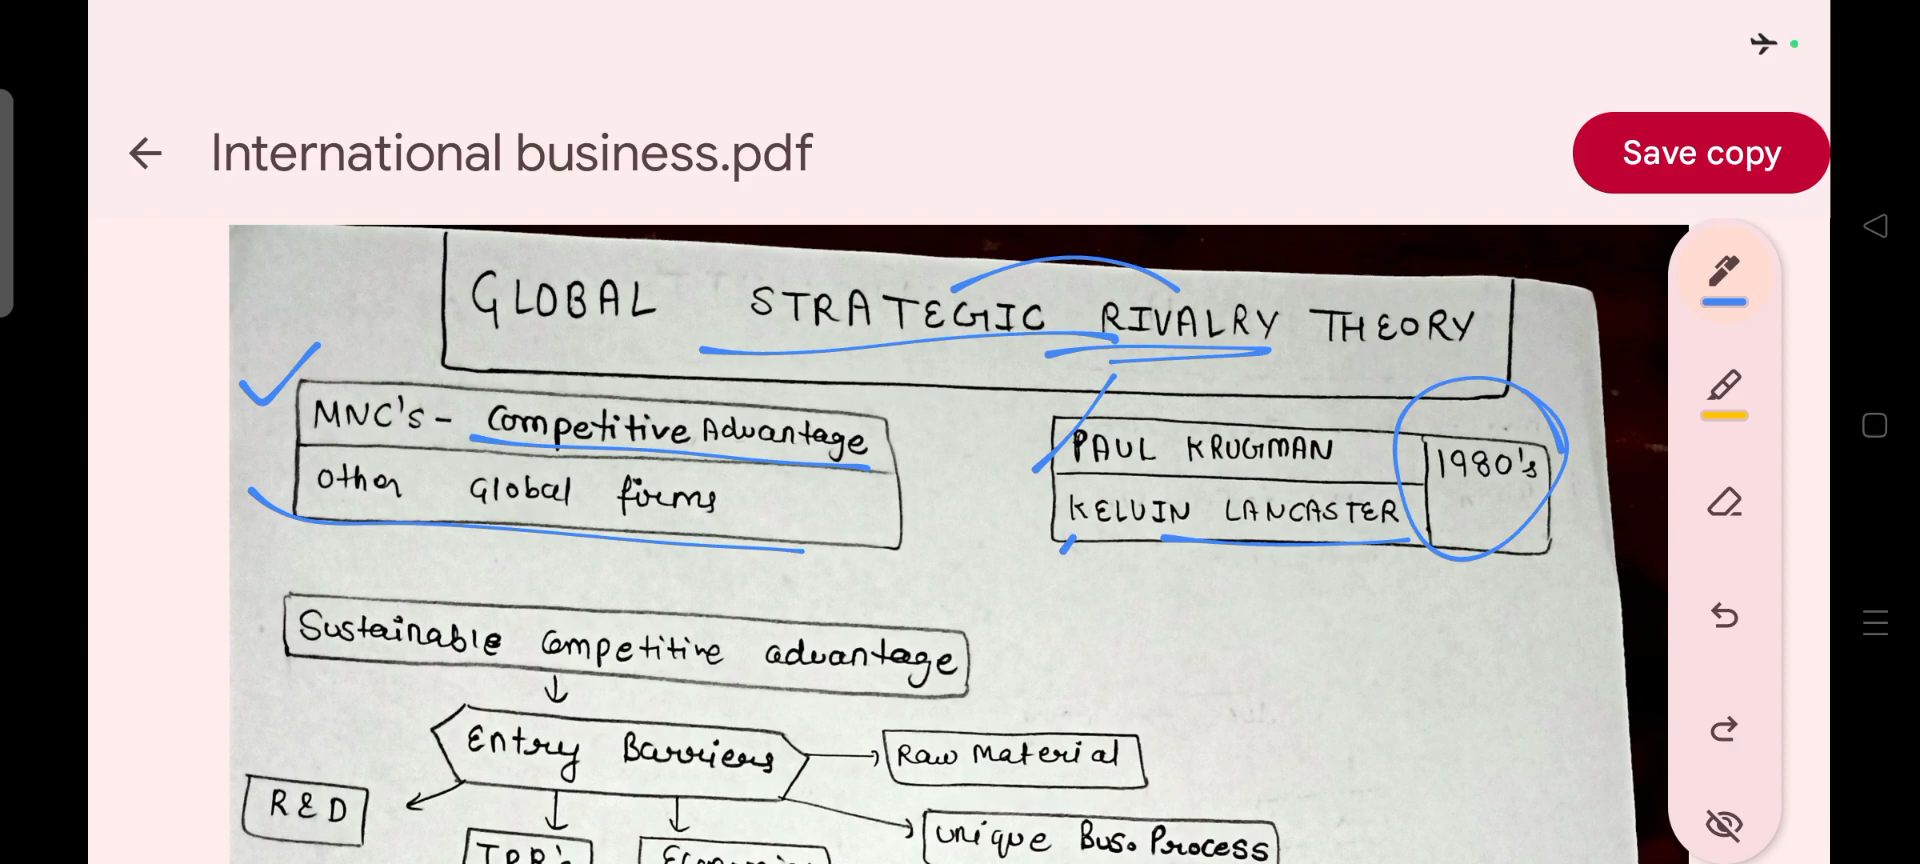 International business.pdf
Save copy
GLOBAL STRATEGIC RIVALRY THEORY
MNC's - Competitive Advantage
other Global firms
PAUL KRUGMAN
KELVIN LANCASTER
1980's
Sustainable competitive advantage
Entry Barriers
Raw Material
R & D
unique Bus. Process